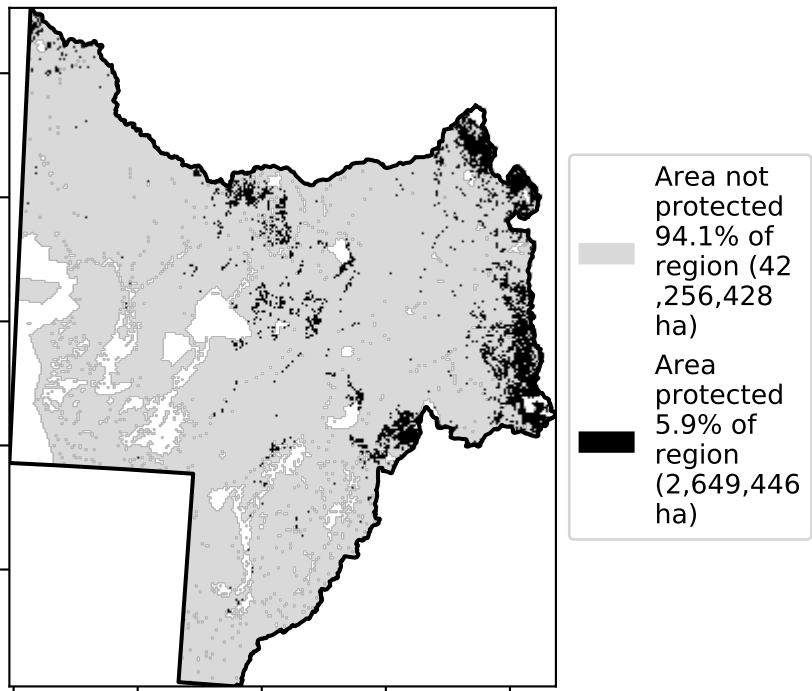 Area not
protected
94.1% of
region (42
,256,428
ha)
Area
protected
5.9% of
region
(2,649,446
ha)